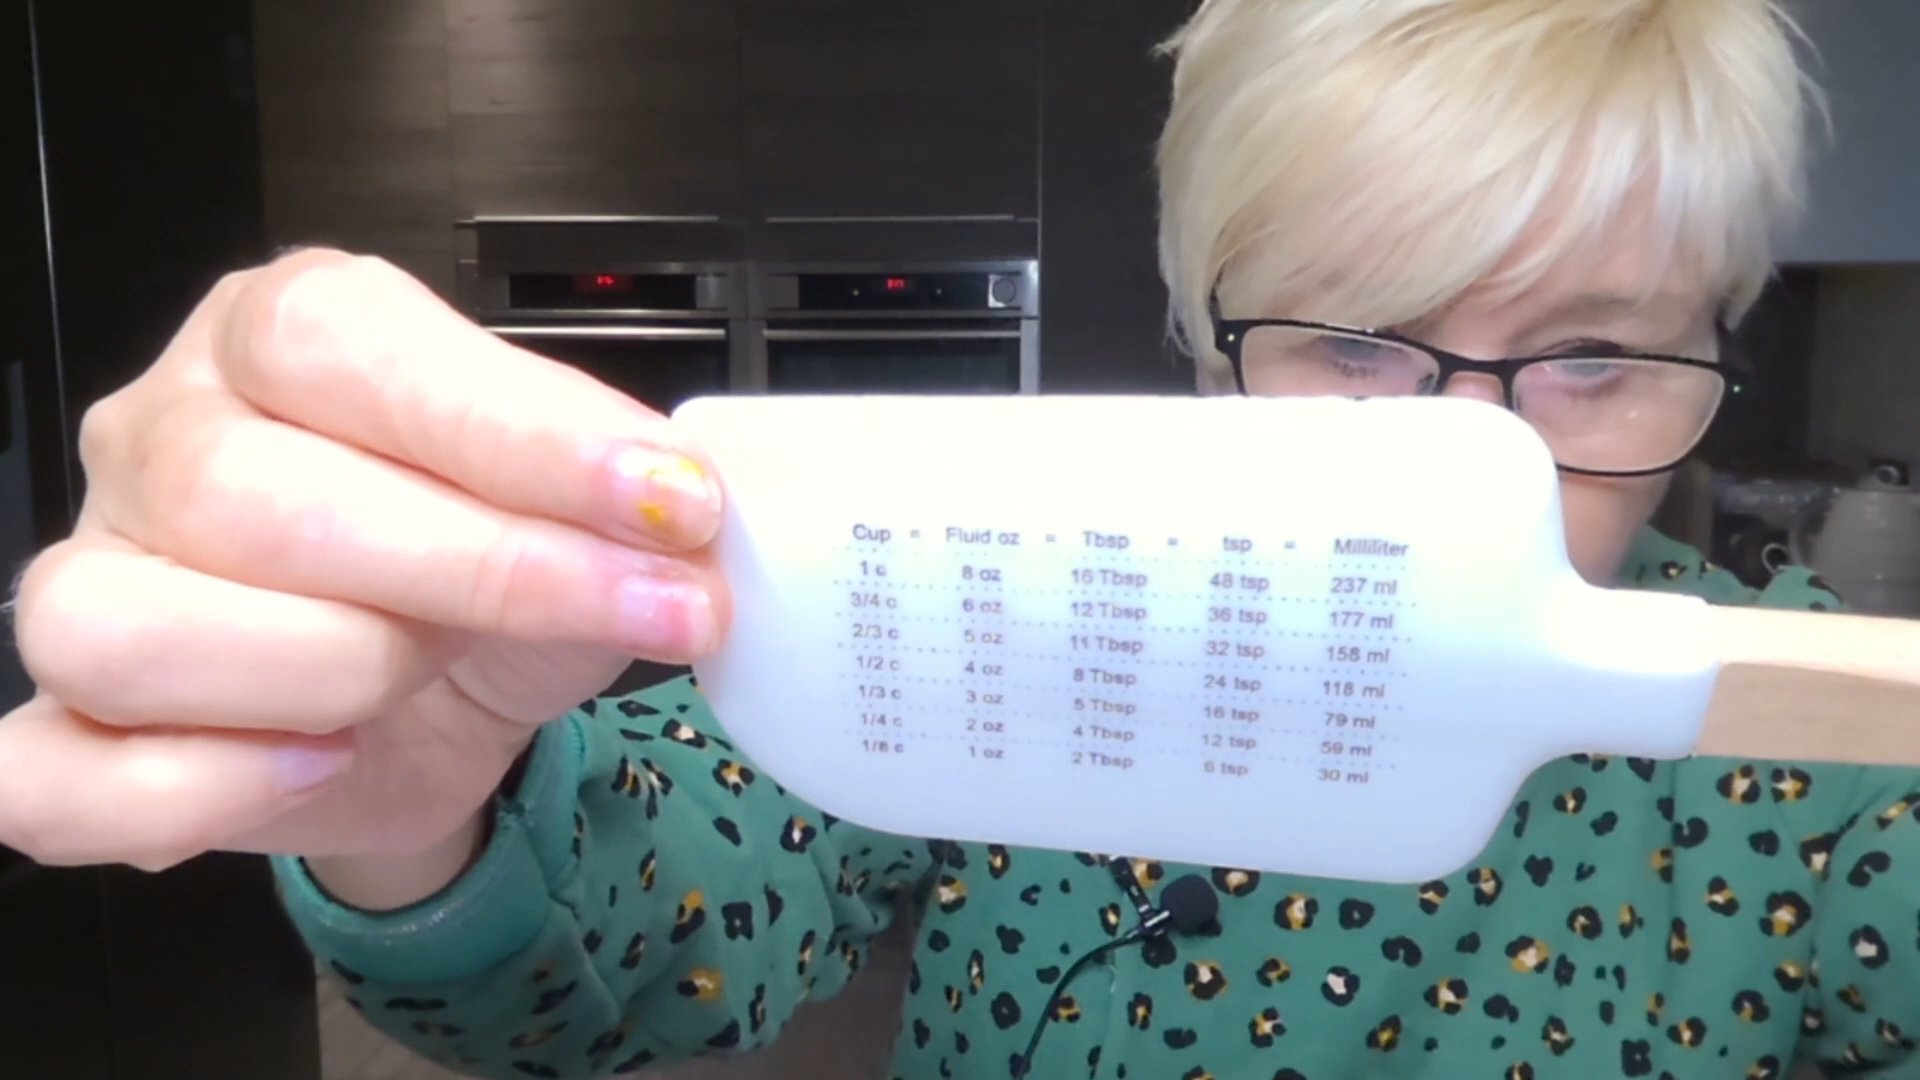 Cup = Fluid oz = Tbsp = tsp = Milliliter
1 c 8 oz 16 Tbsp 48 tsp 237 ml
3/4 c 6 oz 12 Tbsp 36 tsp 177 ml
2/3 c 5 oz 11 Tbsp 32 tsp 158 ml
1/2 c 4 oz 8 Tbsp 24 tsp 118 ml
1/3 c 3 oz 5 Tbsp 16 tsp 79 ml
1/4 c 2 oz 4 Tbsp 12 tsp 59 ml
1/8 c 1 oz 2 Tbsp 6 tsp 30 ml